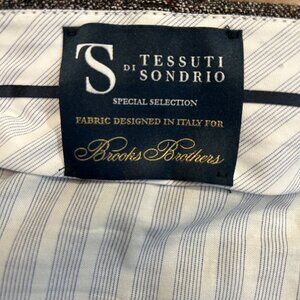 TS
DI TESSUTI
SONDRIO
SPECIAL SELECTION
FABRIC DESIGNED IN ITALY FOR
Brooks Brothers